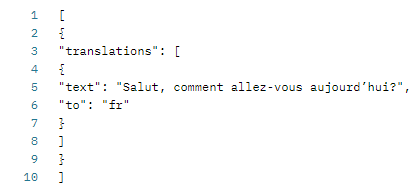 1 [
2 {
3 "translations": [
4 {
5 "text": "Salut, comment allez-vous aujourd’hui?",
6 "to": "fr"
7 }
8 ]
9 }
10 ]